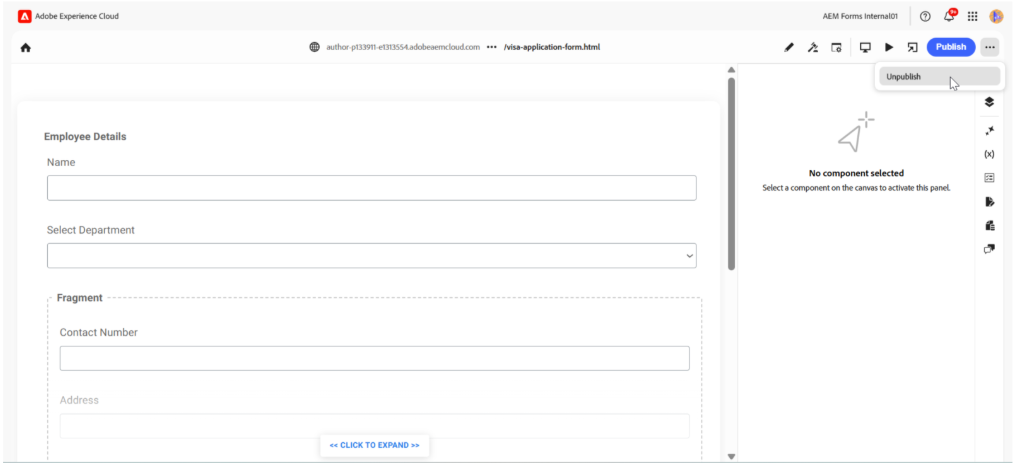 Adobe Experience Cloud
AEM Forms Internal01
9+
author-p133911-e1313554.adobeaemcloud.com ••• /visa-application-form.html
Publish
Unpublish
Employee Details
Name
Select Department
Fragment
Contact Number
Address
<< CLICK TO EXPAND >>
No component selected
Select a component on the canvas to activate this panel.
(x)